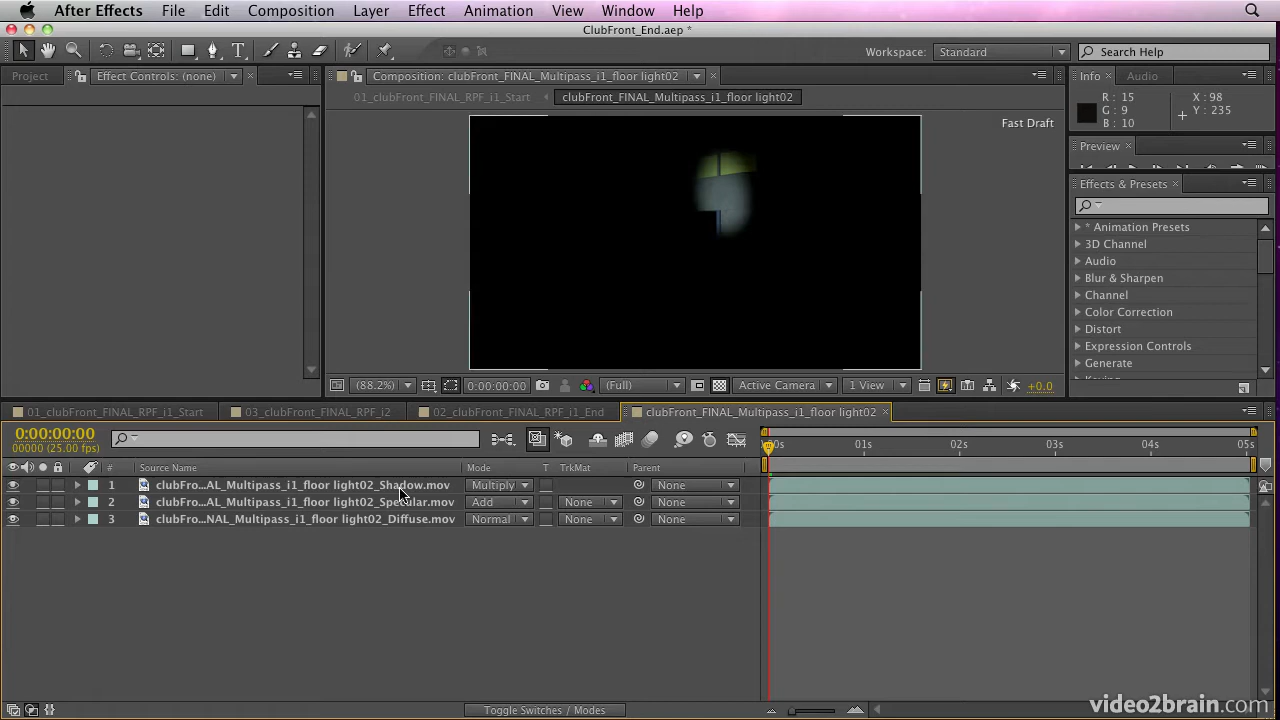 After Effects File Edit Composition Layer Effect Animation View Window Help
ClubFront_End.aep *
Workspace: Standard Search Help
Project Effect Controls: (none) Composition: clubFront_FINAL_Multipass_i1_floor light02 Info Audio
01_clubFront_FINAL_RPF_i1_Start clubFront_FINAL_Multipass_i1_floor light02
R : 15 X : 98
G : 9 Y : 235
B : 10
Fast Draft
Preview
Effects & Presets
* Animation Presets
3D Channel
Audio
Blur & Sharpen
Channel
Color Correction
Distort
Expression Controls
Generate
(88.2%) 0:00:00:00 (Full) Active Camera 1 View +0.0
01_clubFront_FINAL_RPF_i1_Start 03_clubFront_FINAL_RPF_i2 02_clubFront_FINAL_RPF_i1_End clubFront_FINAL_Multipass_i1_floor light02
0:00:00:00
00000 (25.00 fps)
01s 02s 03s 04s 05s
# Source Name Mode T TrkMat Parent
1 clubFro...AL_Multipass_i1_floor light02_Shadow.mov Multiply None
2 clubFro...AL_Multipass_i1_floor light02_Specular.mov Add None None
3 clubFro...NAL_Multipass_i1_floor light02_Diffuse.mov Normal None None
Toggle Switches / Modes
video2brain.com